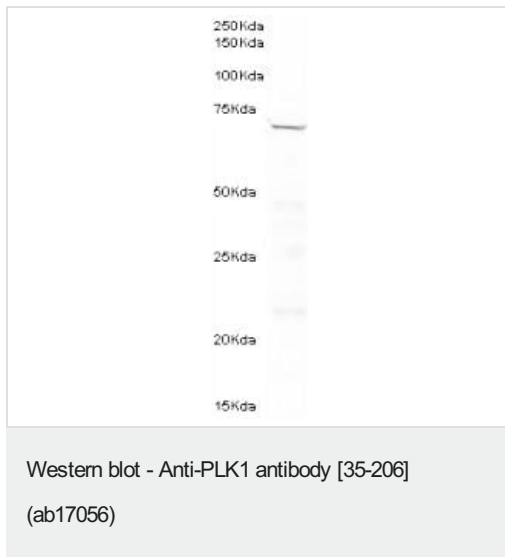 250Kda
150Kda
100Kda
75Kda
50Kda
25Kda
20Kda
15Kda
Western blot - Anti-PLK1 antibody [35-206]
(ab17056)